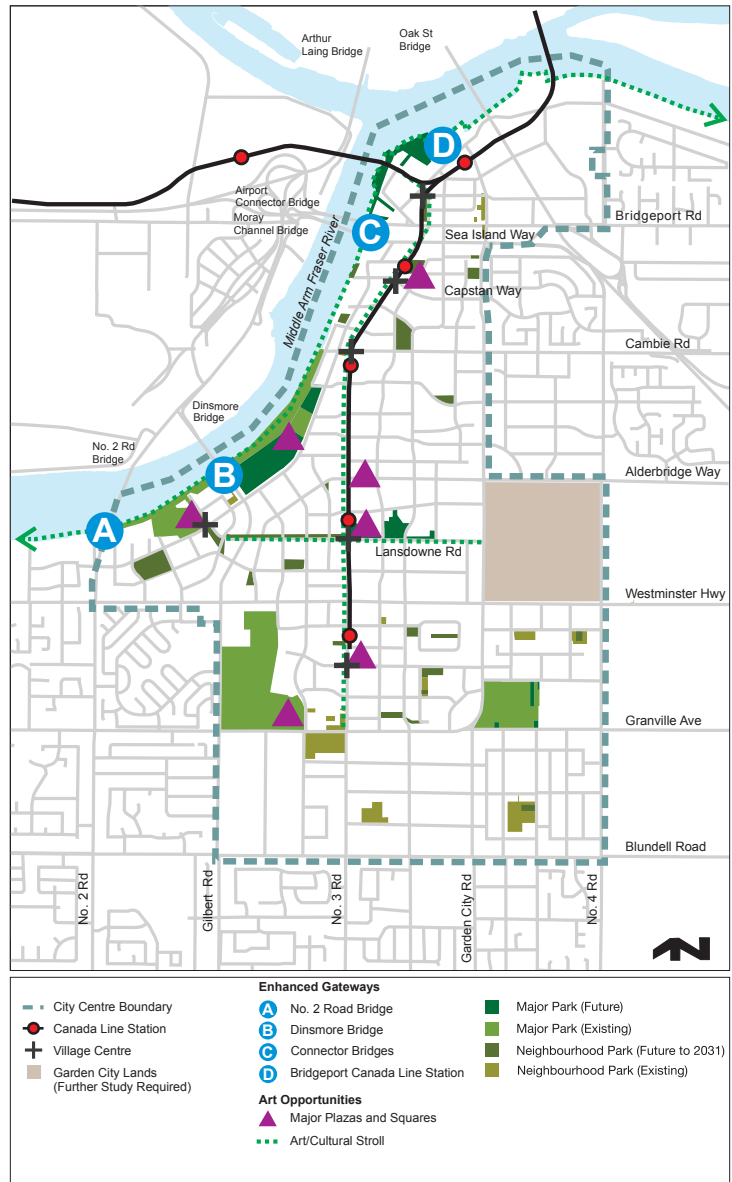 Arthur
Laing Bridge
Oak St
Bridge
D
Airport
Connector Bridge
Moray
Channel Bridge
Bridgeport Rd
C
Sea Island Way
Middle Arm Fraser River
Capstan Way
Cambie Rd
Dinsmore
Bridge
No. 2 Rd
Bridge
B
Alderbridge Way
A
Lansdowne Rd
Westminster Hwy
Granville Ave
Blundell Road
No. 2 Rd
Gilbert Rd
No. 3 Rd
Garden City Rd
No. 4 Rd
N
City Centre Boundary
Canada Line Station
Village Centre
Garden City Lands
(Further Study Required)
Enhanced Gateways
A No. 2 Road Bridge
B Dinsmore Bridge
C Connector Bridges
D Bridgeport Canada Line Station
Art Opportunities
Major Plazas and Squares
Art/Cultural Stroll
Major Park (Future)
Major Park (Existing)
Neighbourhood Park (Future to 2031)
Neighbourhood Park (Existing)